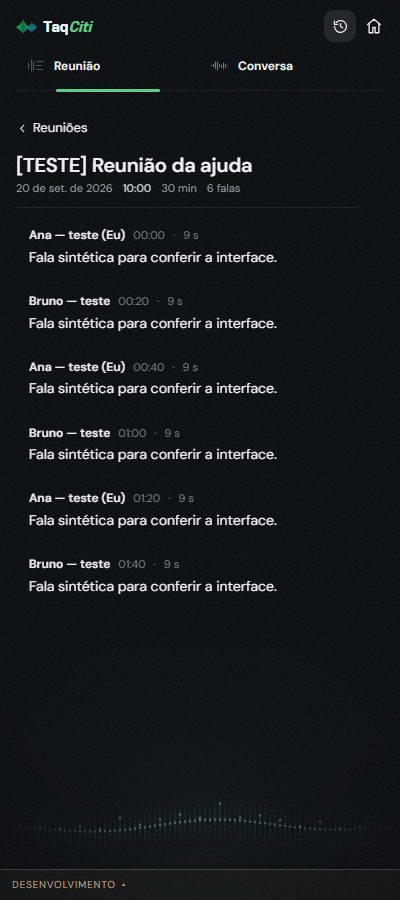 TaqCiti
Reunião
Conversa
Reuniões
[TESTE] Reunião da ajuda
20 de set. de 2026 10:00 30 min 6 falas
Ana — teste (Eu) 00:00 · 9 s
Fala sintética para conferir a interface.
Bruno — teste 00:20 · 9 s
Fala sintética para conferir a interface.
Ana — teste (Eu) 00:40 · 9 s
Fala sintética para conferir a interface.
Bruno — teste 01:00 · 9 s
Fala sintética para conferir a interface.
Ana — teste (Eu) 01:20 · 9 s
Fala sintética para conferir a interface.
Bruno — teste 01:40 · 9 s
Fala sintética para conferir a interface.
DESENVOLVIMENTO